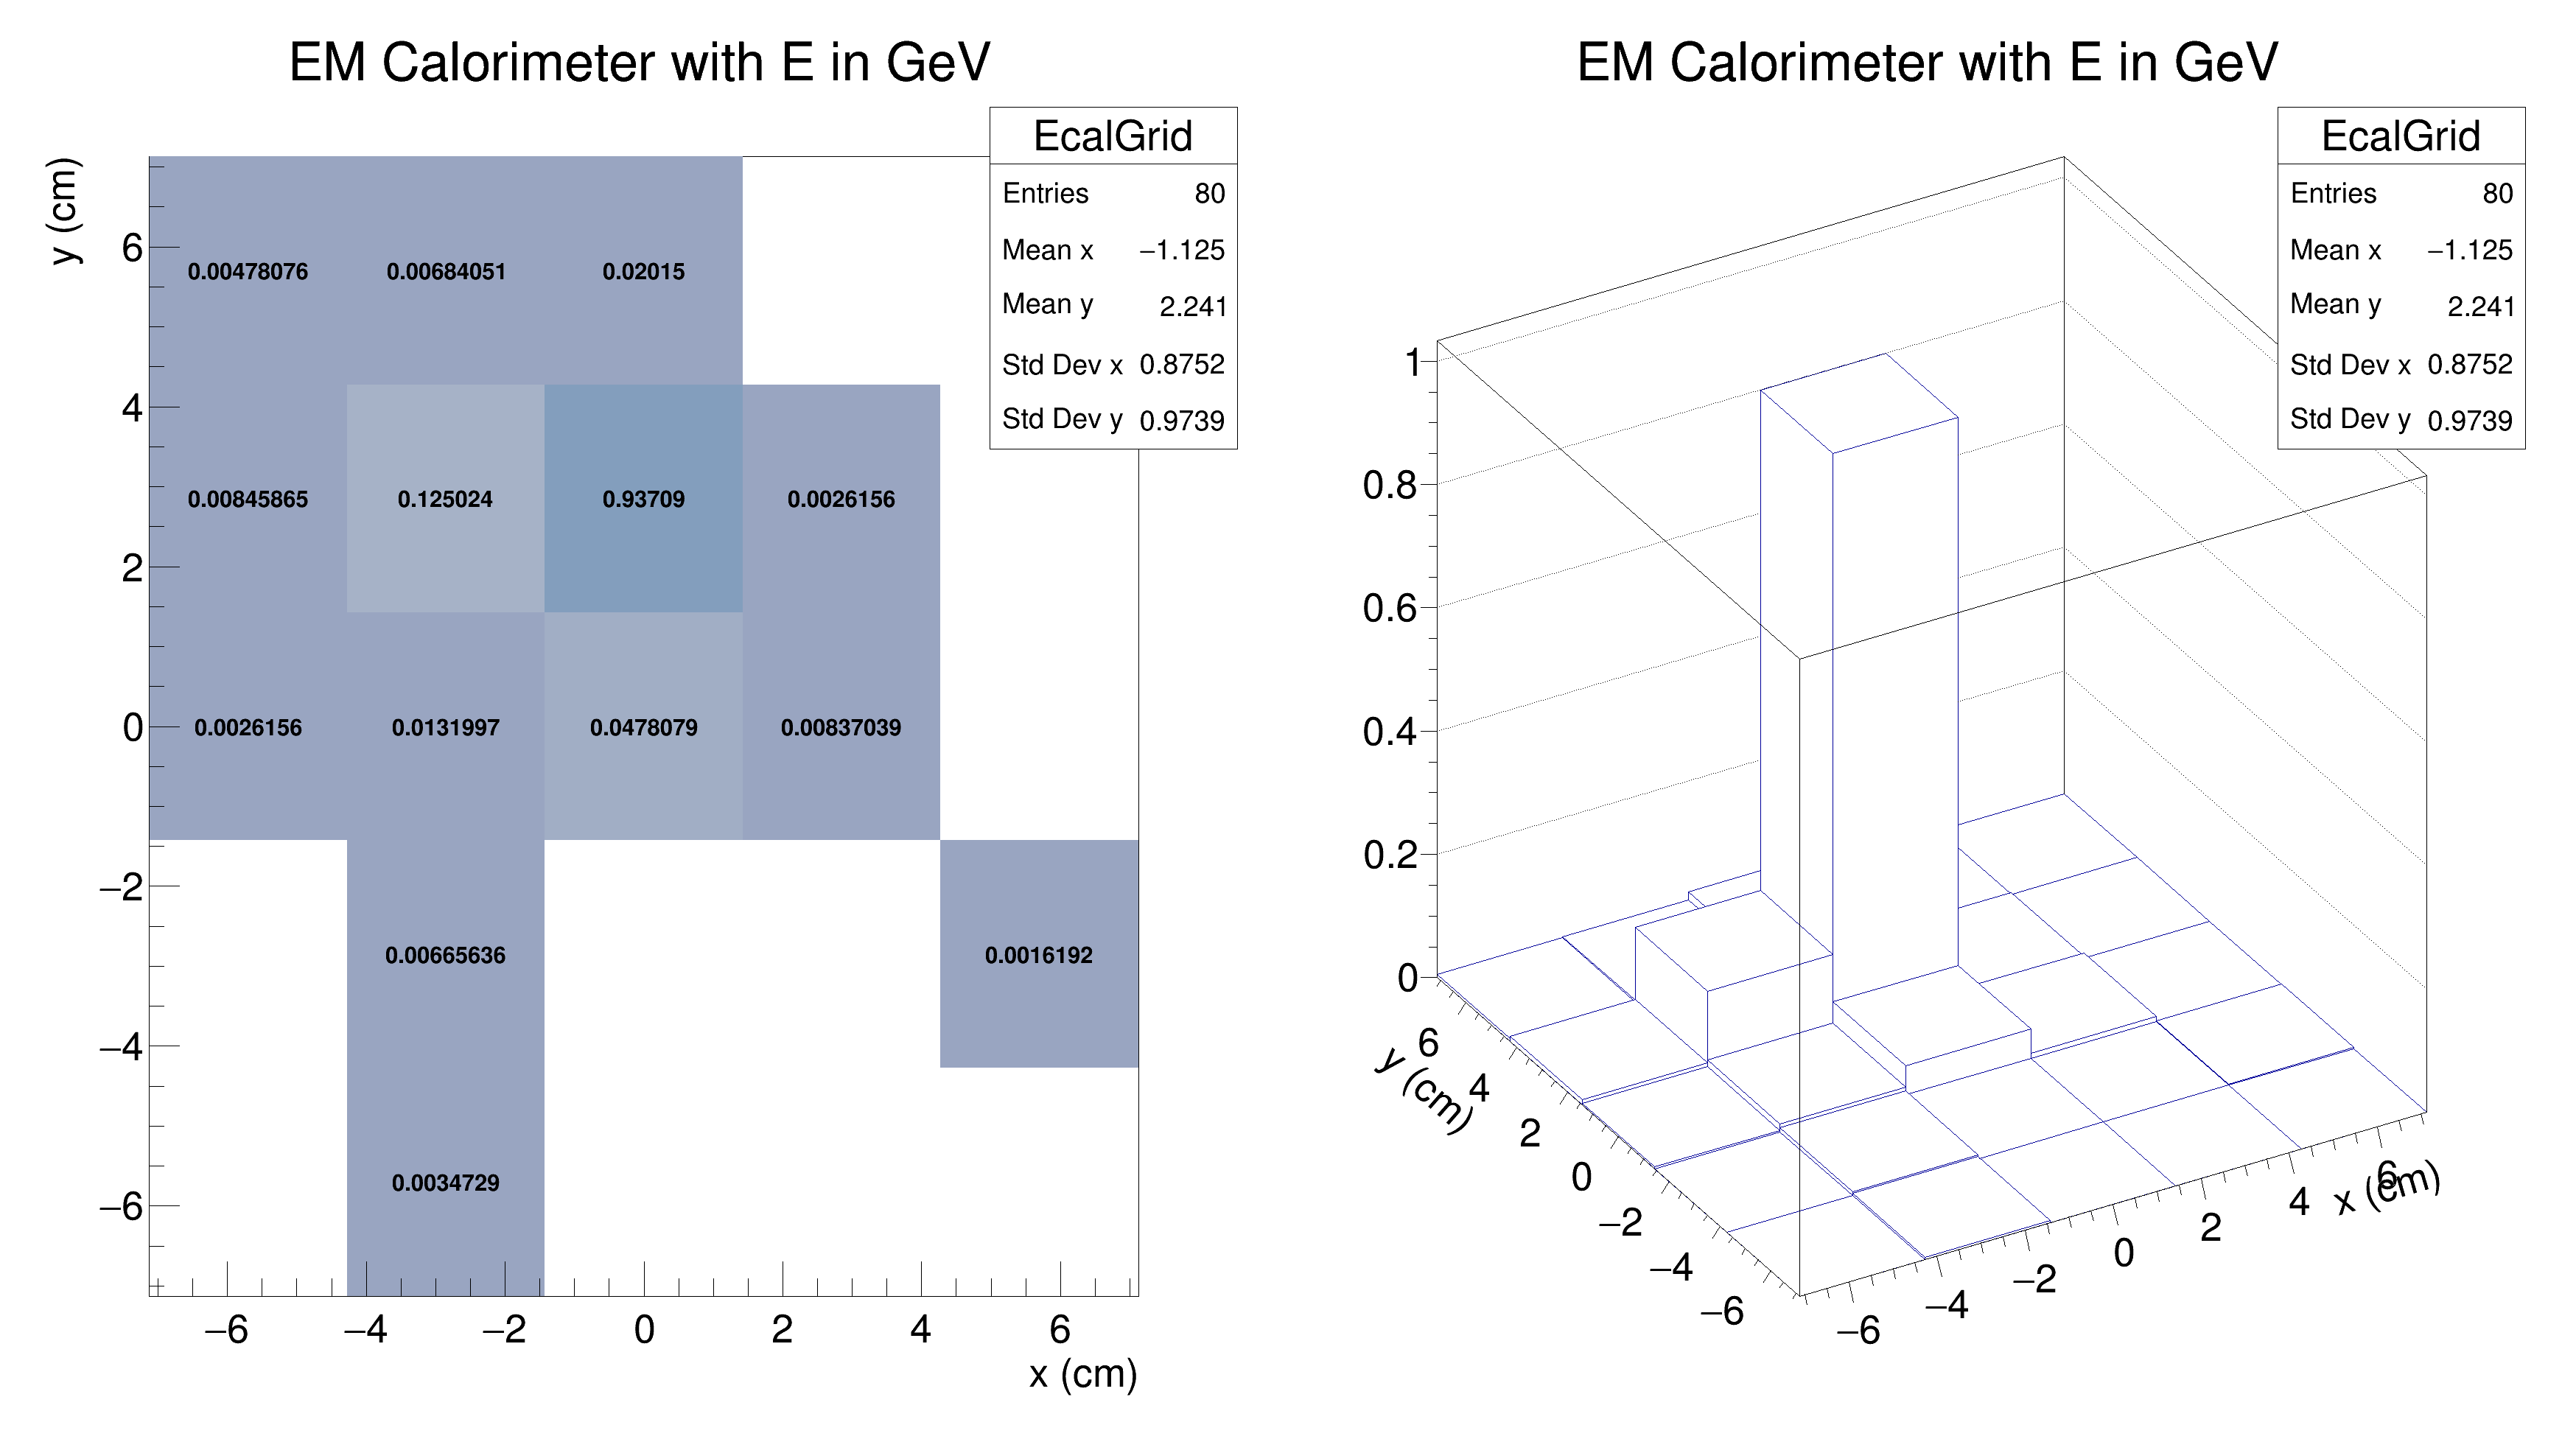 EM Calorimeter with E in GeV
EcalGrid
Entries 80
Mean x −1.125
Mean y 2.241
Std Dev x 0.8752
Std Dev y 0.9739
y (cm)
6
4
2
0
−2
−4
−6
0.00478076 0.00684051 0.02015
0.00845865 0.125024 0.93709 0.0026156
0.0026156 0.0131997 0.0478079 0.00837039
0.00665636 0.0016192
0.0034729
−6 −4 −2 0 2 4 6
x (cm)
EM Calorimeter with E in GeV
EcalGrid
Entries 80
Mean x −1.125
Mean y 2.241
Std Dev x 0.8752
Std Dev y 0.9739
1
0.8
0.6
0.4
0.2
0
y (cm)
6
4
2
0
−2
−4
−6
−6 −4 −2 0 2 4 6
x (cm)